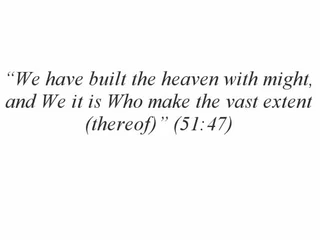 “We have built the heaven with might,
and We it is Who make the vast extent
(thereof)” (51:47)